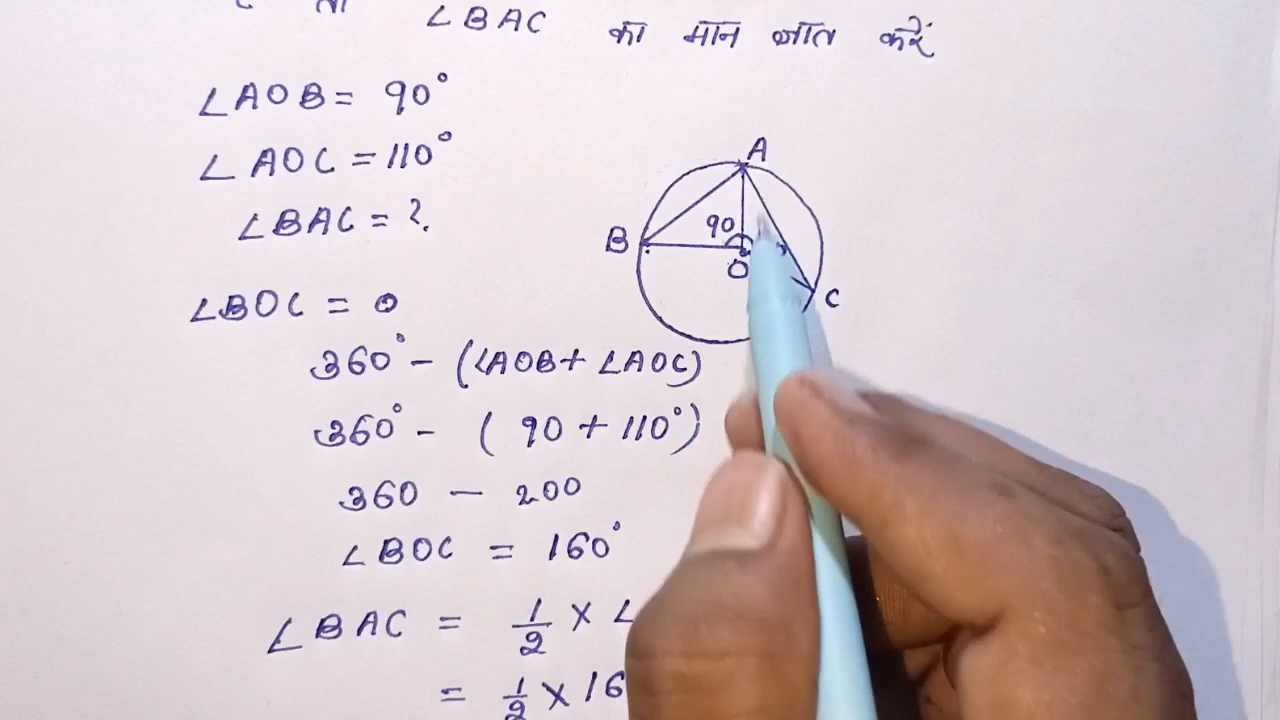 ∠BAC का मान ज्ञात करें
∠AOB = 90°
∠AOC = 110°
∠BAC = ?.
∠BOC = 0
360° - (∠AOB + ∠AOC)
360° - ( 90 + 110°)
360 - 200
∠BOC = 160°
∠BAC = 1/2 × ∠
= 1/2 × 16
A
90
B
O
C